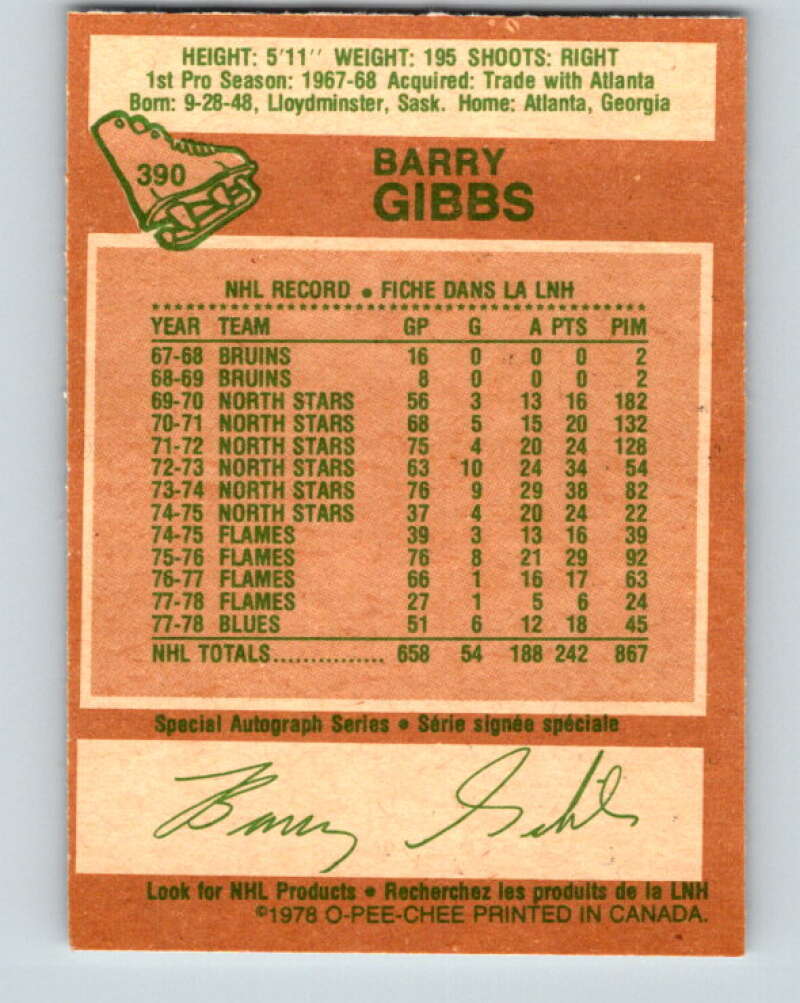 HEIGHT: 5'11'' WEIGHT: 195 SHOOTS: RIGHT
1st Pro Season: 1967-68 Acquired: Trade with Atlanta
Born: 9-28-48, Lloydminster, Sask. Home: Atlanta, Georgia
390
BARRY
GIBBS
NHL RECORD • FICHE DANS LA LNH
YEAR TEAM GP G A PTS PIM
67-68 BRUINS 16 0 0 0 2
68-69 BRUINS 8 0 0 0 2
69-70 NORTH STARS 56 3 13 16 182
70-71 NORTH STARS 68 5 15 20 132
71-72 NORTH STARS 75 4 20 24 128
72-73 NORTH STARS 63 10 24 34 54
73-74 NORTH STARS 76 9 29 38 82
74-75 NORTH STARS 37 4 20 24 22
74-75 FLAMES 39 3 13 16 39
75-76 FLAMES 76 8 21 29 92
76-77 FLAMES 66 1 16 17 63
77-78 FLAMES 27 1 5 6 24
77-78 BLUES 51 6 12 18 45
NHL TOTALS................ 658 54 188 242 867
Special Autograph Series • Série signée spéciale
Barry Gibbs
Look for NHL Products • Recherchez les produits de la LNH
©1978 O-PEE-CHEE PRINTED IN CANADA.